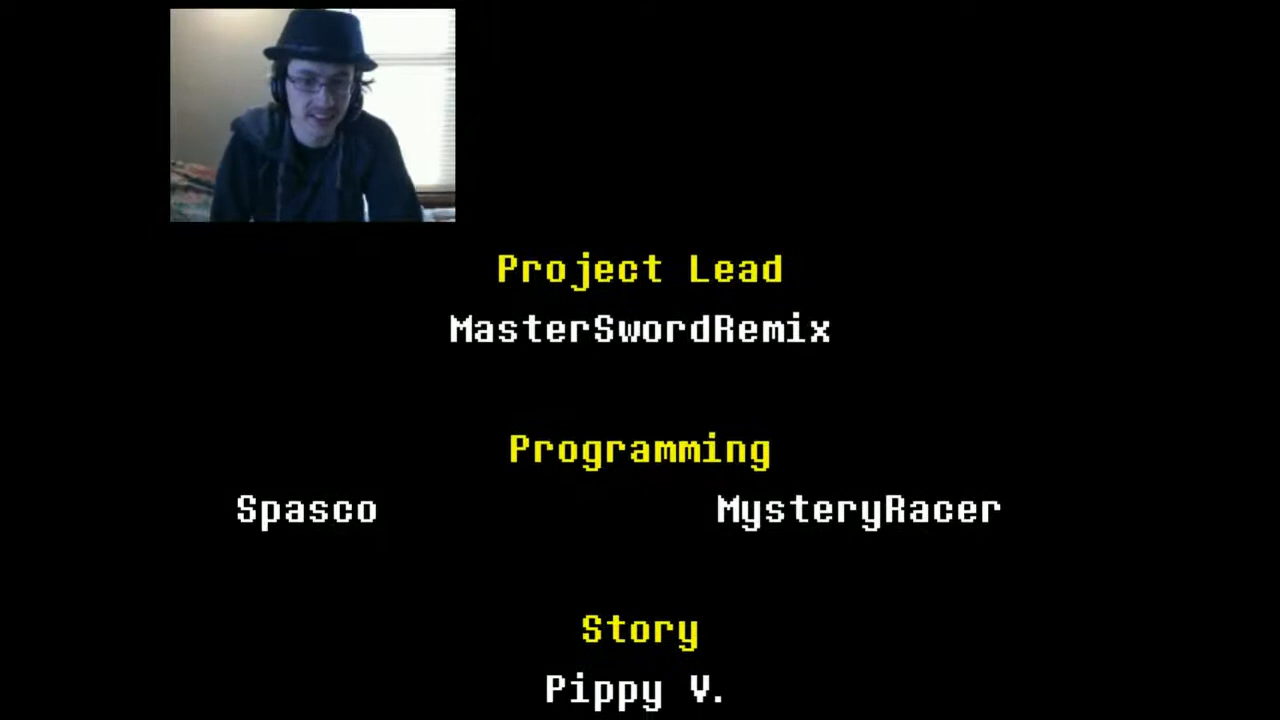 Project Lead
MasterSwordRemix
Programming
Spasco MysteryRacer
Story
Pippy V.